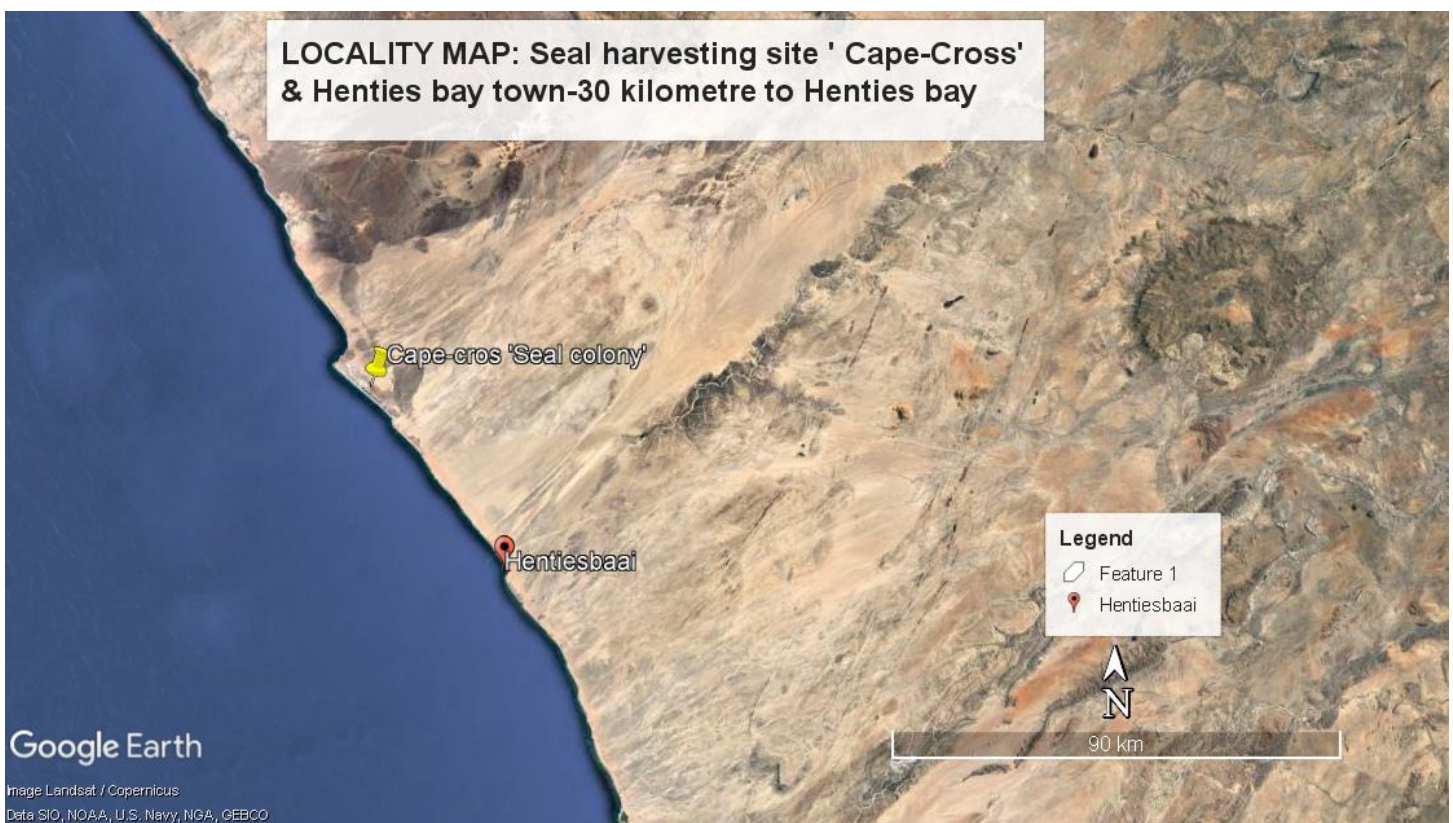 LOCALITY MAP: Seal harvesting site ' Cape-Cross'
& Henties bay town-30 kilometre to Henties bay
Cape-cros 'Seal colony'
Hentiesbaai
Legend
Feature 1
Hentiesbaai
N
90 km
Google Earth
Image Landsat / Copernicus
Data SIO, NOAA, U.S. Navy, NGA, GEBCO